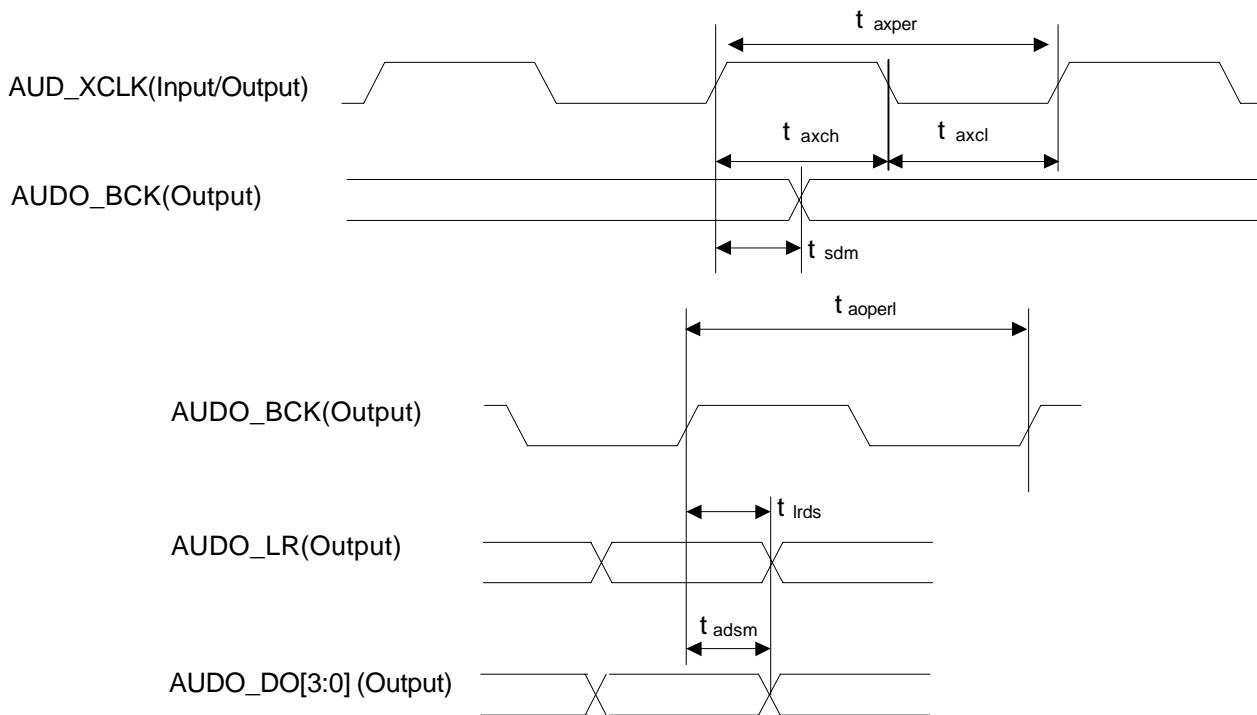 t axper
AUD_XCLK(Input/Output)
t axch
t axcl
AUDO_BCK(Output)
t sdm
t aoperl
AUDO_BCK(Output)
t lrds
AUDO_LR(Output)
t adsm
AUDO_DO[3:0] (Output)